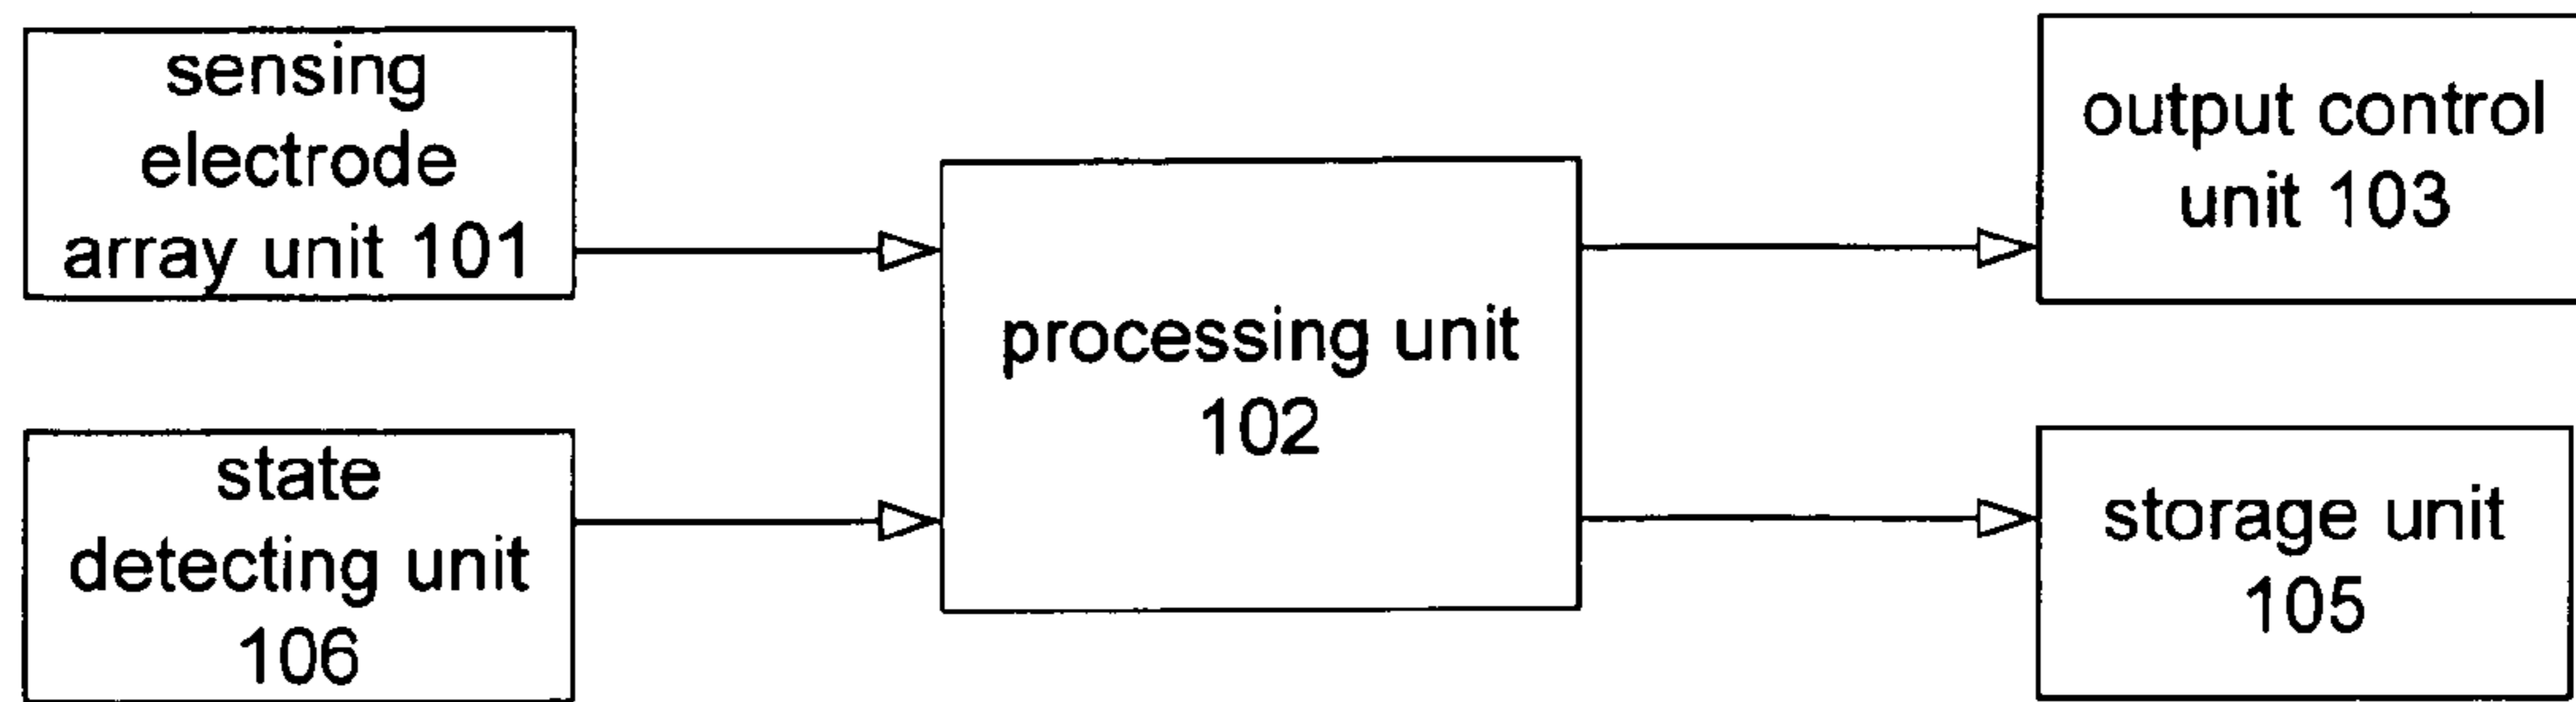 sensing
electrode
array unit 101
state
detecting unit
106
processing unit
102
output control
unit 103
storage unit
105